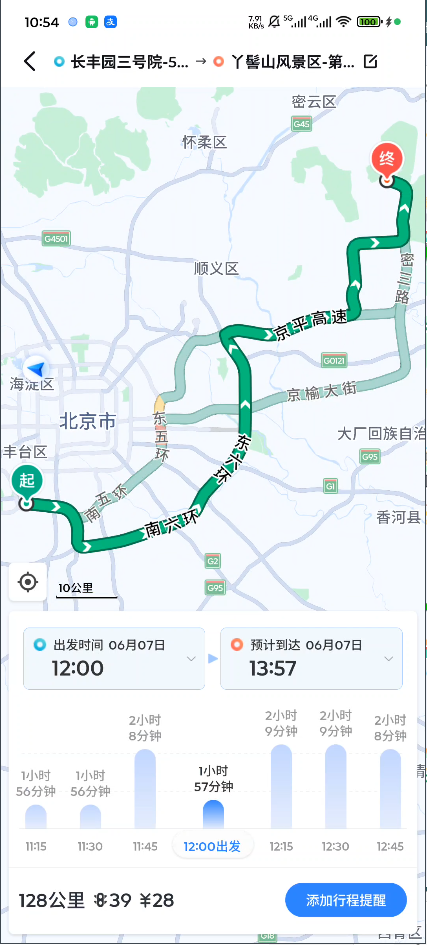 10:54
7.91 KB/S 5G 4G 100
长丰园三号院-5... → 丫髻山风景区-第...
密云区
G45
怀柔区
终
G4501
顺义区
密三路
京平高速
G0121
海淀区
京榆大街
北京市
东五环
大厂回族自治
丰台区
东六环
G95
起
南五环
G1
南六环
香河县
G2
10公里
G95
出发时间 06月07日
12:00
预计到达 06月07日
13:57
1小时
56分钟
1小时
56分钟
2小时
8分钟
1小时
57分钟
2小时
9分钟
2小时
9分钟
2小时
8分钟
青
11:15 11:30 11:45 12:00出发 12:15 12:30 12:45
128公里 39 ¥28
添加行程提醒
G18
西青区